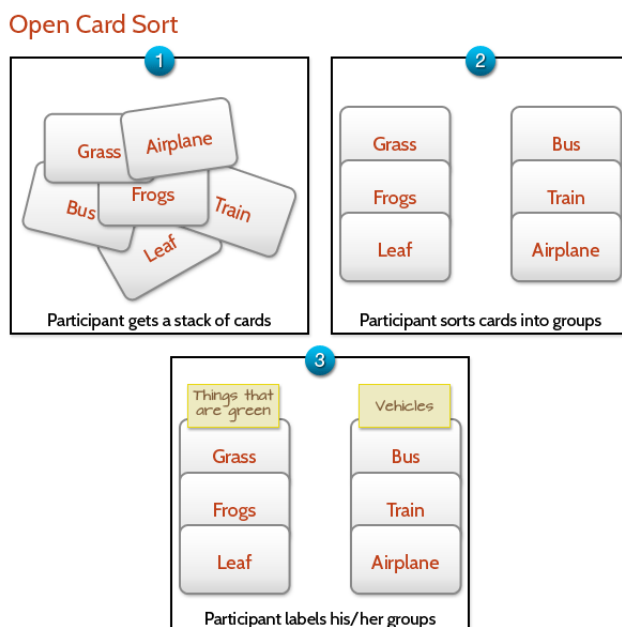 Open Card Sort
1
Grass
Airplane
Bus
Frogs
Train
Leaf
Participant gets a stack of cards
2
Grass
Frogs
Leaf
Bus
Train
Airplane
Participant sorts cards into groups
3
Things that
are green
Grass
Frogs
Leaf
Vehicles
Bus
Train
Airplane
Participant labels his/her groups